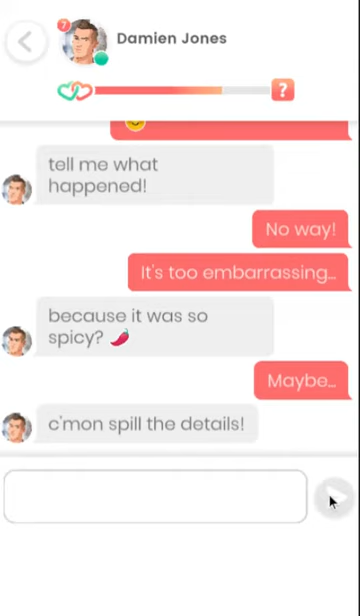 7
Damien Jones
?
tell me what
happened!
No way!
It's too embarrassing...
because it was so
spicy? 🌶️
Maybe...
c'mon spill the details!